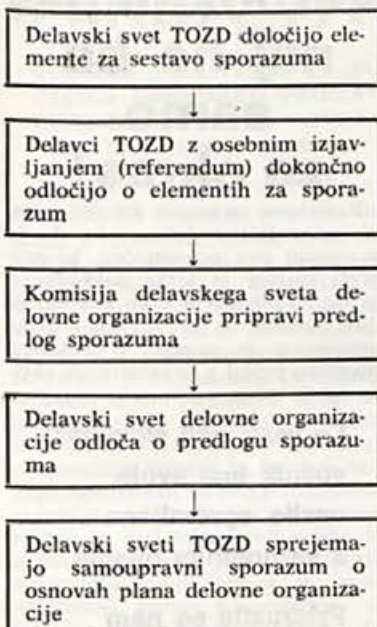 Delavski svet TOZD določijo ele-
mente za sestavo sporazuma
Delavci TOZD z osebnim izjav-
ljanjem (referendum) dokončno
odločijo o elementih za spora-
zum
Komisija delavskega sveta de-
lovne organizacije pripravi pred-
log sporazuma
Delavski svet delovne organiza-
cije odloča o predlogu sporazu-
ma
Delavski sveti TOZD sprejema-
jo samoupravni sporazum o
osnovah plana delovne organiza-
cije